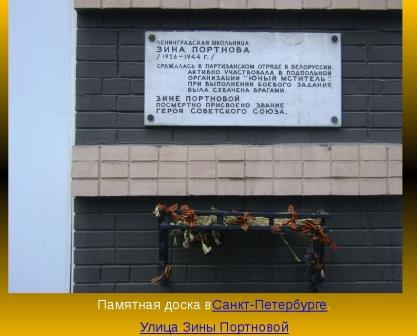 ЛЕНИНГРАДСКАЯ ШКОЛЬНИЦА
ЗИНА ПОРТНОВА
/1926-1944 г./
СРАЖАЛАСЬ В ПАРТИЗАНСКОМ ОТРЯДЕ В БЕЛОРУССИИ.
АКТИВНО УЧАСТВОВАЛА В ПОДПОЛЬНОЙ
ОРГАНИЗАЦИИ "ЮНЫЙ МСТИТЕЛЬ".
ПРИ ВЫПОЛНЕНИИ БОЕВОГО ЗАДАНИЯ
БЫЛА СХВАЧЕНА ВРАГАМИ.
ЗИНЕ ПОРТНОВОЙ
ПОСМЕРТНО ПРИСВОЕНО ЗВАНИЕ
ГЕРОЯ СОВЕТСКОГО СОЮЗА.
Памятная доска в Санкт-Петербурге,
Улица Зины Портновой